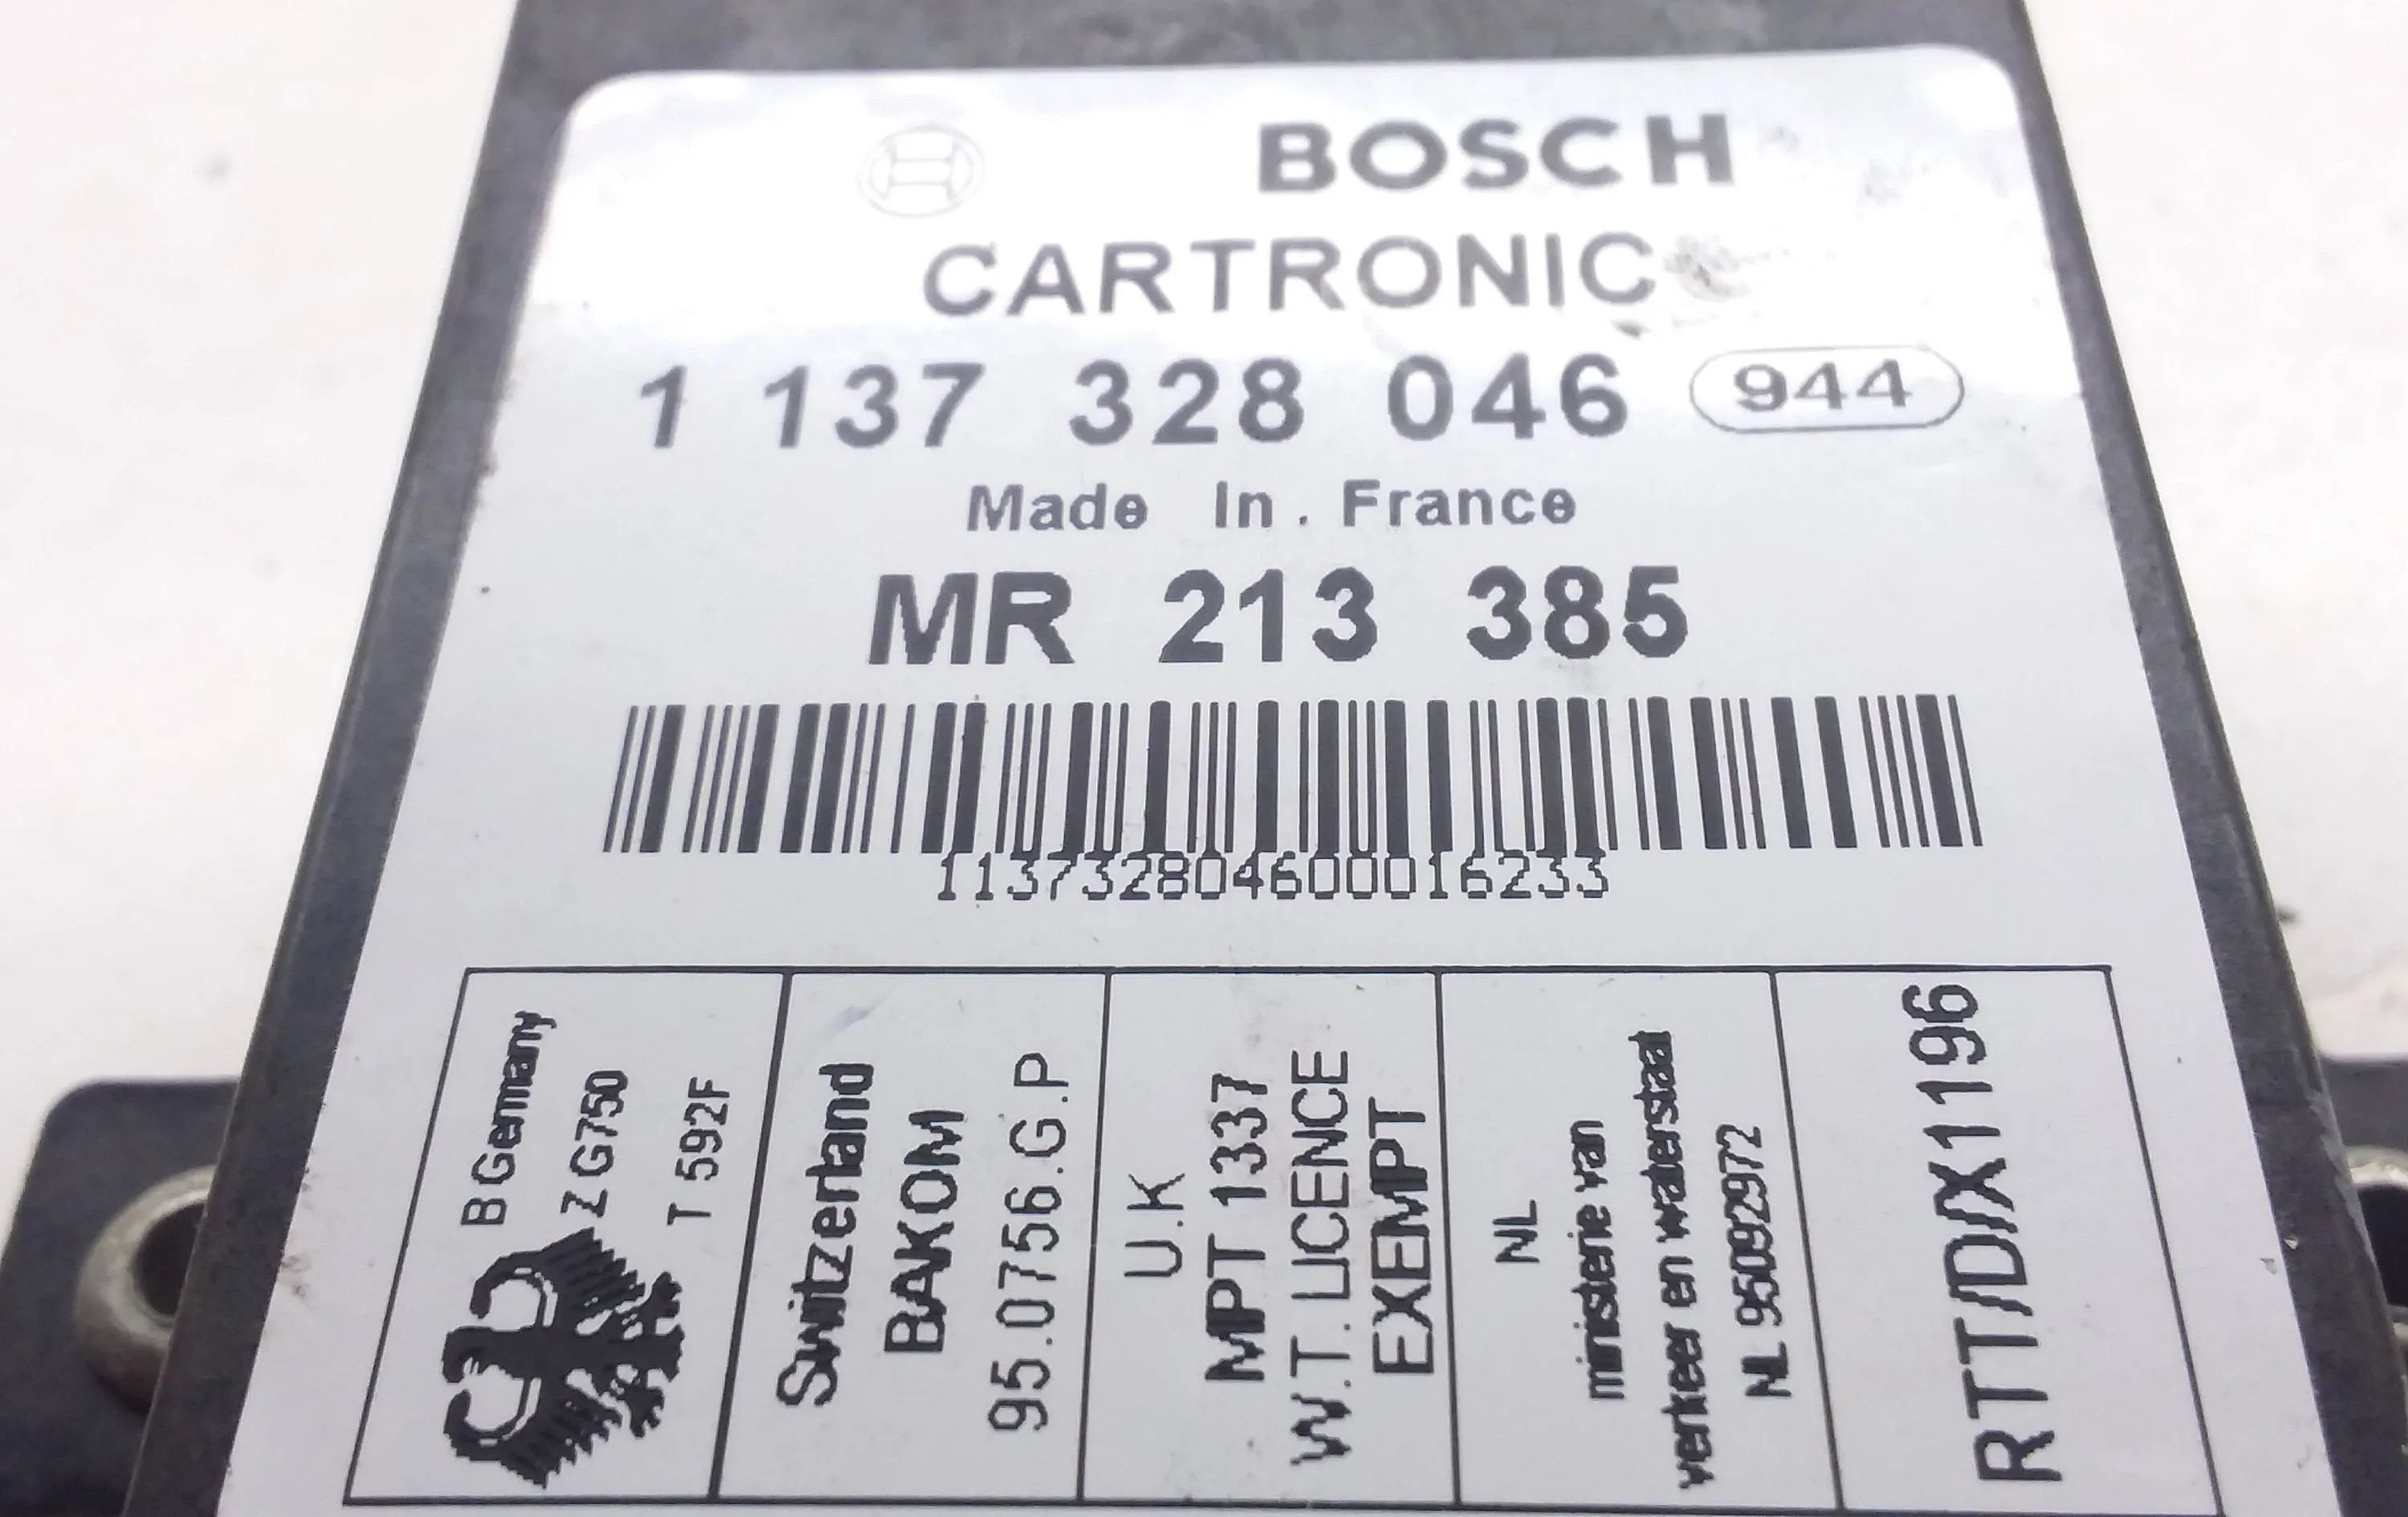 BOSCH
CARTRONIC
1 137 328 046 944
Made In . France
MR 213 385
113732804600016233
B Germany
Z G750
T 592F
Switzerland
BAKOM
95.0756.G.P
U.K
MPT 1337
W.T. LICENCE
EXEMPT
NL
ministerie van
verkeer en waterstaat
NL 95092972
RTT/D/X1196